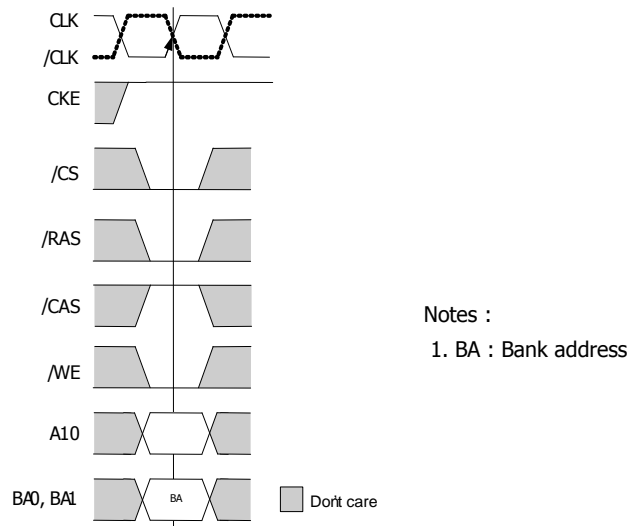 CLK
/CLK
CKE
/CS
/RAS
/CAS
/WE
A10
BA0, BA1
BA
Don't care
Notes :
1. BA : Bank address